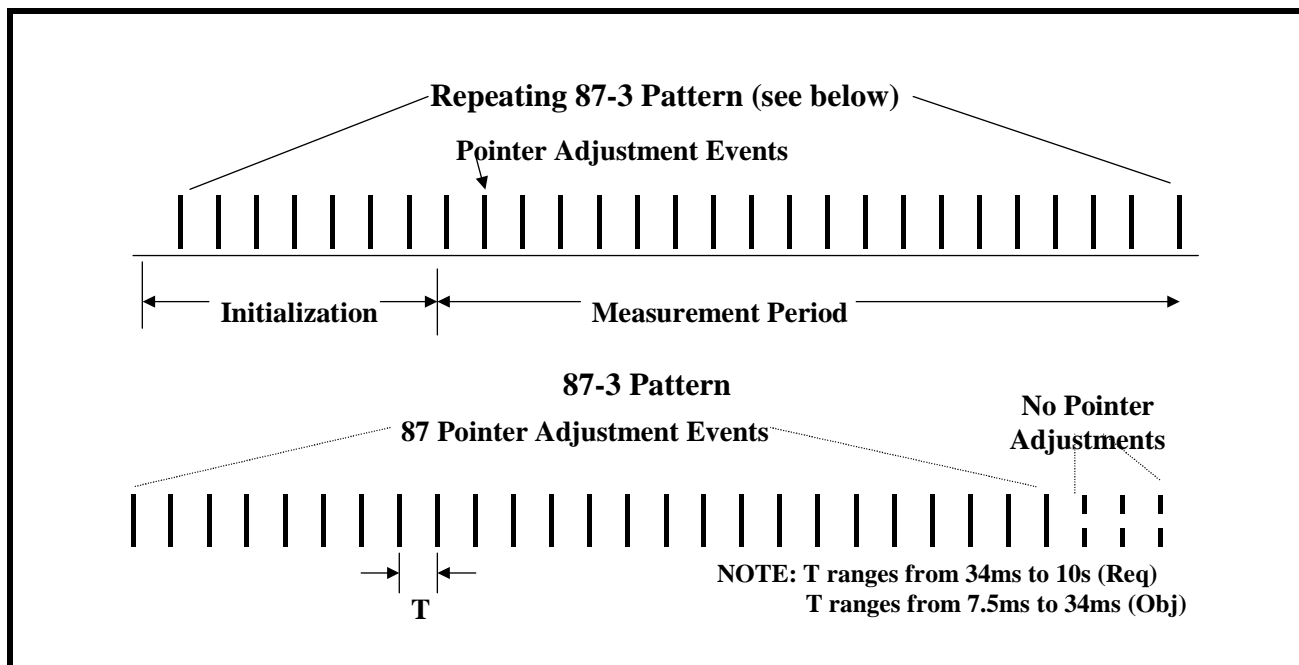 Repeating 87-3 Pattern (see below)
Pointer Adjustment Events
Initialization
Measurement Period
87-3 Pattern
87 Pointer Adjustment Events
No Pointer
Adjustments
T
NOTE: T ranges from 34ms to 10s (Req)
T ranges from 7.5ms to 34ms (Obj)